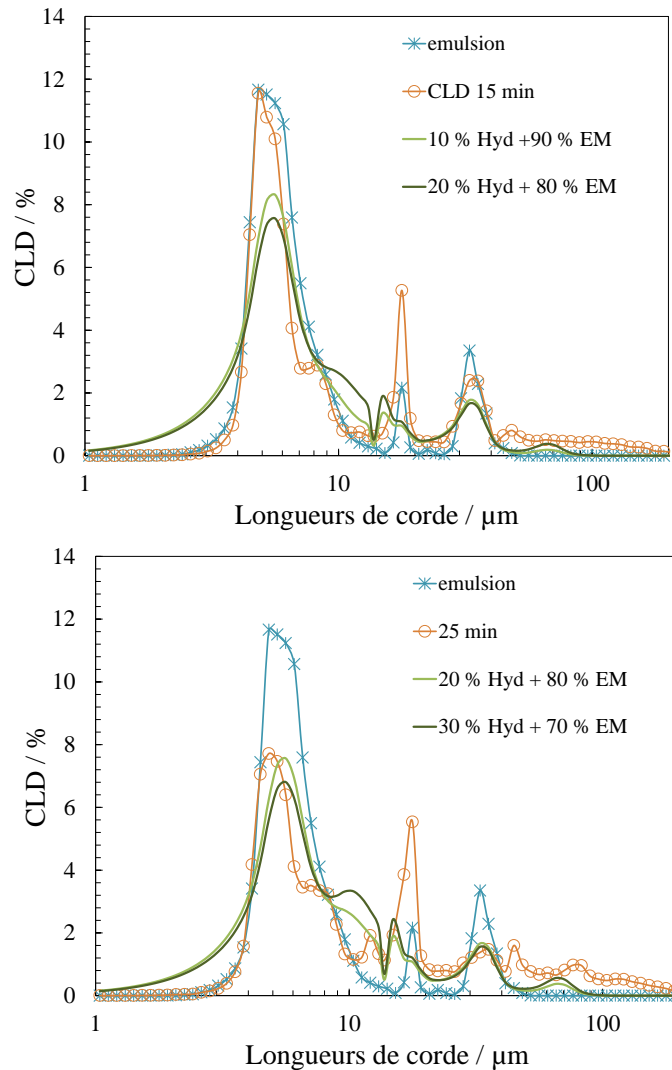 14
12
10
8
6
4
2
0
CLD / %
emulsion
CLD 15 min
10 % Hyd +90 % EM
20 % Hyd + 80 % EM
1
10
100
Longueurs de corde / µm
14
12
10
8
6
4
2
0
CLD / %
emulsion
25 min
20 % Hyd + 80 % EM
30 % Hyd + 70 % EM
1
10
100
Longueurs de corde / µm